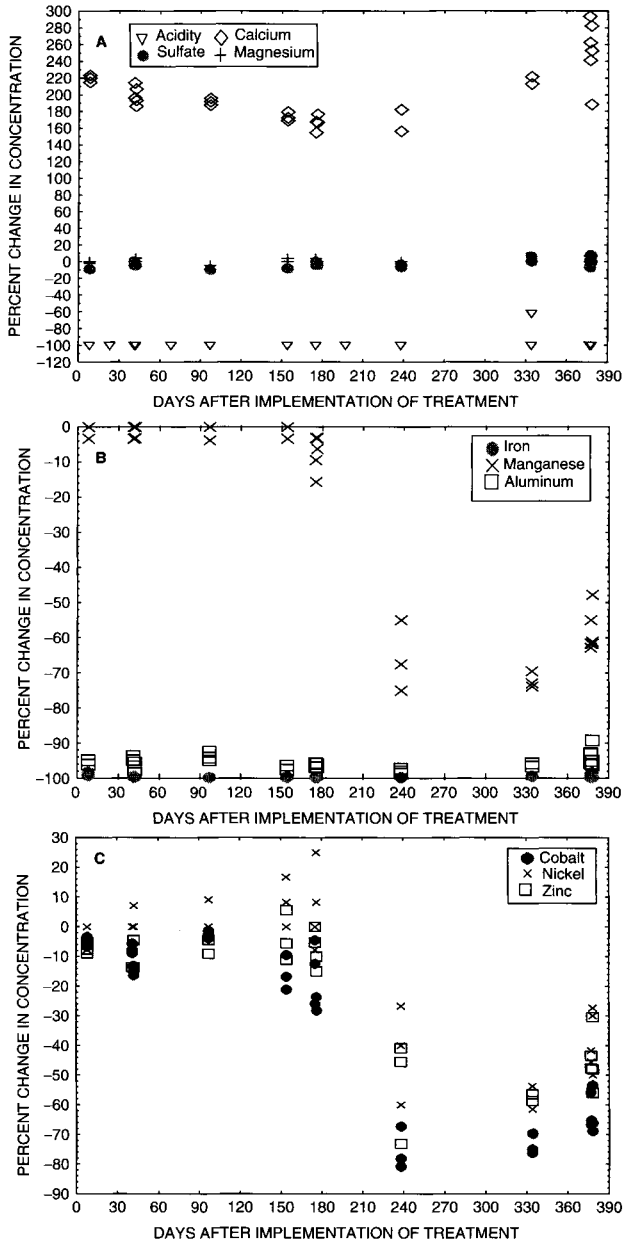 A
Acidity
Calcium
Sulfate
Magnesium
300
280
260
240
220
200
180
160
140
120
100
80
60
40
20
0
-20
-40
-60
-80
-100
-120
PERCENT CHANGE IN CONCENTRATION
0 30 60 90 120 150 180 210 240 270 300 330 360 390
DAYS AFTER IMPLEMENTATION OF TREATMENT
B
Iron
Manganese
Aluminum
0
-10
-20
-30
-40
-50
-60
-70
-80
-90
-100
PERCENT CHANGE IN CONCENTRATION
0 30 60 90 120 150 180 210 240 270 300 330 360 390
DAYS AFTER IMPLEMENTATION OF TREATMENT
C
Cobalt
Nickel
Zinc
30
20
10
0
-10
-20
-30
-40
-50
-60
-70
-80
-90
PERCENT CHANGE IN CONCENTRATION
0 30 60 90 120 150 180 210 240 270 300 330 360 390
DAYS AFTER IMPLEMENTATION OF TREATMENT